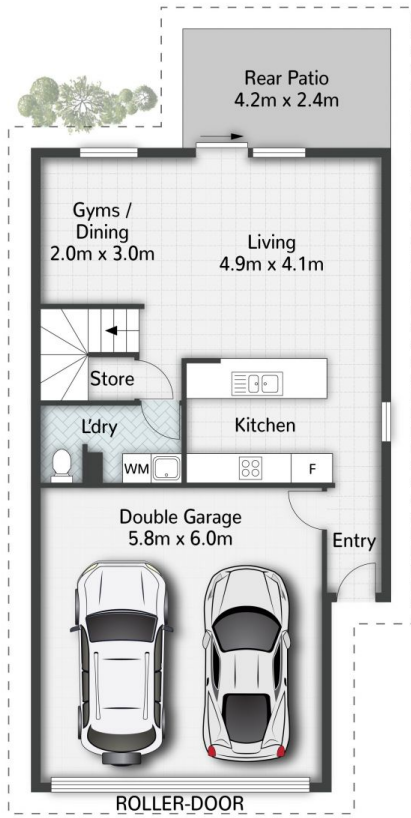 Rear Patio
4.2m x 2.4m
Gyms /
Dining
2.0m x 3.0m
Living
4.9m x 4.1m
Store
L'dry
Kitchen
WM
F
Double Garage
5.8m x 6.0m
Entry
ROLLER-DOOR